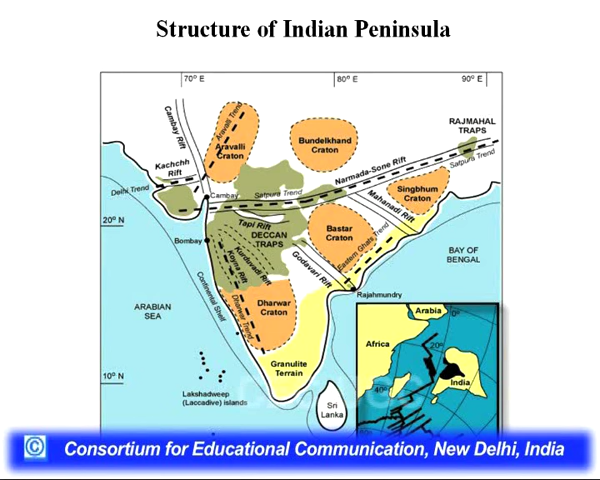 Structure of Indian Peninsula
70° E
80° E
90° E
Cambay Rift
Aravalli Trend
Aravalli
Craton
Bundelkhand
Craton
RAJMAHAL
TRAPS
Kachchh
Rift
Narmada-Sone Rift
Satpura Trend
Delhi Trend
Cambay
Satpura Trend
Singbhum
Craton
Mahanadi Rift
20° N
Tapi Rift
DECCAN
TRAPS
Bastar
Craton
Eastern Ghats Trend
Bombay
Koyna Rift
Kurduvadi Rift
Godavari Rift
BAY OF
BENGAL
Continental Shelf
Rajahmundry
ARABIAN
SEA
Dharwar Trend
Dharwar
Craton
Arabia
0°
Africa
20°
Granulite
Terrain
India
10° N
40°
Lakshadweep
(Laccadive) islands
Sri
Lanka
© Consortium for Educational Communication, New Delhi, India